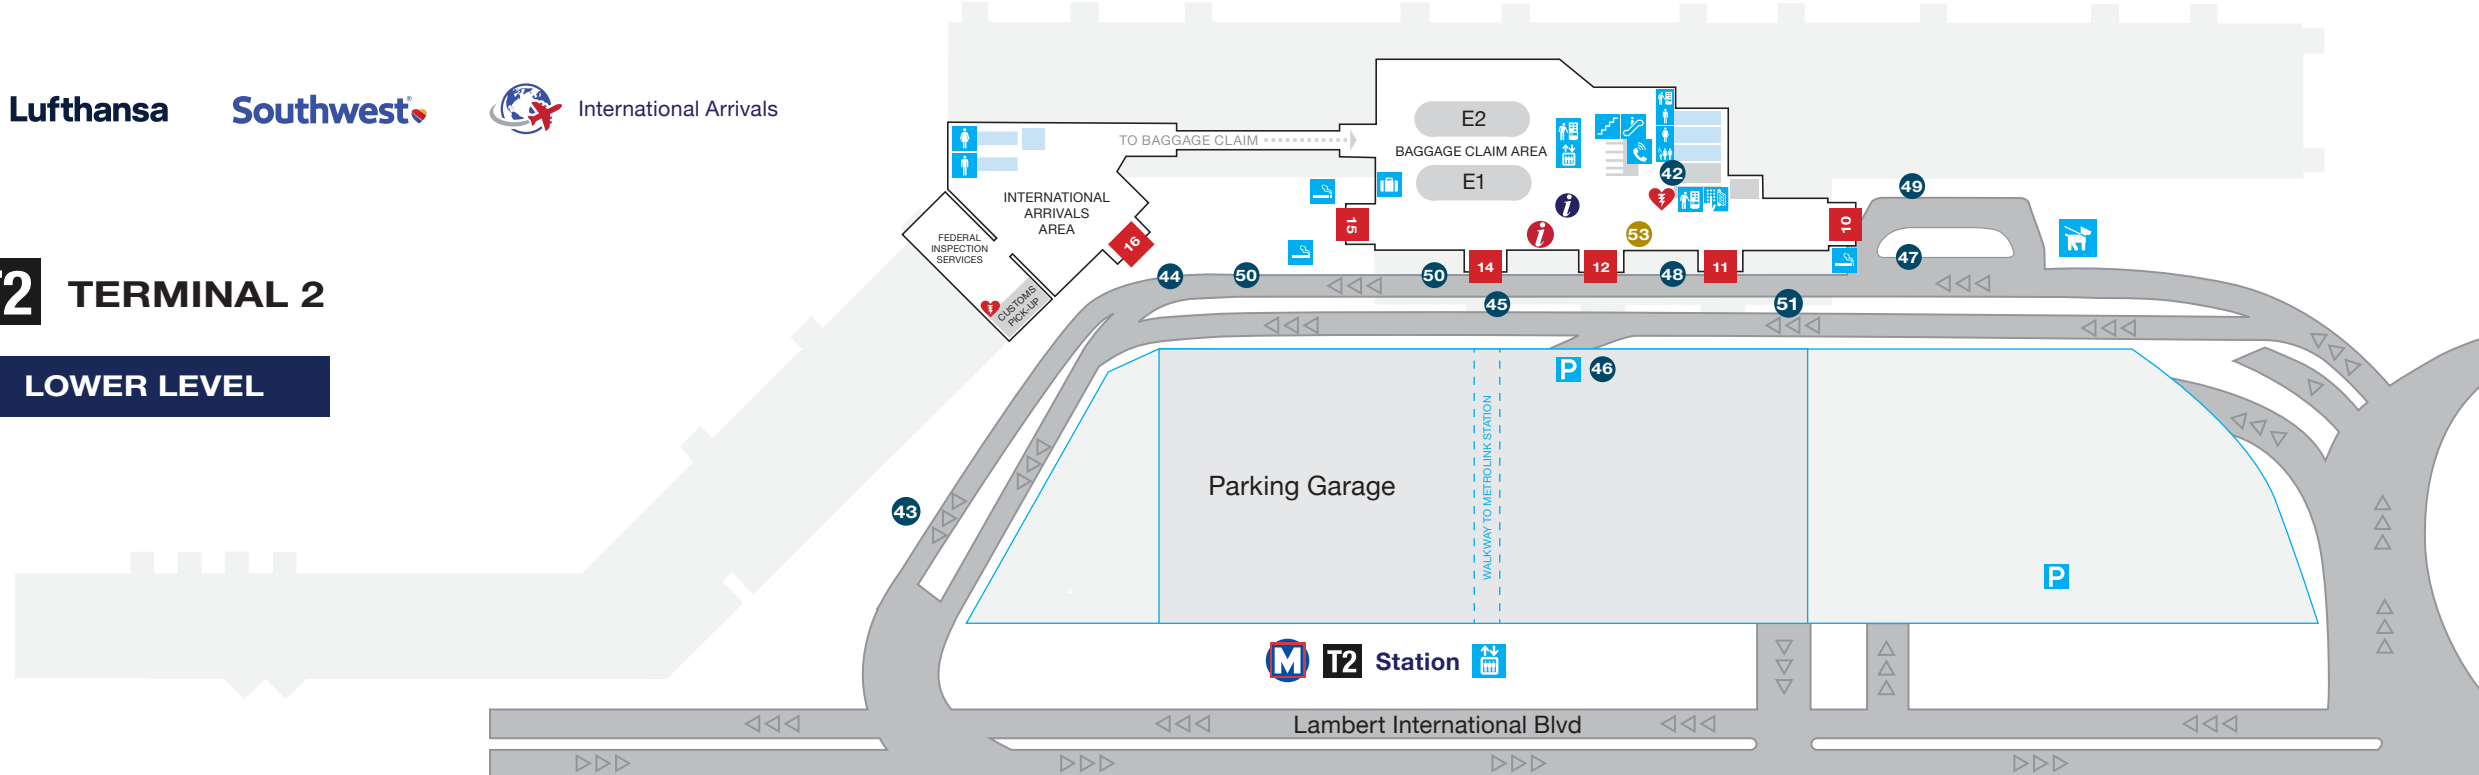 Lufthansa
Southwest®
International Arrivals
T2 TERMINAL 2
LOWER LEVEL
TO BAGGAGE CLAIM
E2
BAGGAGE CLAIM AREA
E1
INTERNATIONAL
ARRIVALS
AREA
FEDERAL
INSPECTION
SERVICES
CUSTOMS
PICK-UP
16
15
14
12
11
10
i
i
53
42
49
47
44
50
50
48
45
51
43
P
46
WALKWAY TO METROLINK STATION
Parking Garage
P
M T2 Station
Lambert International Blvd